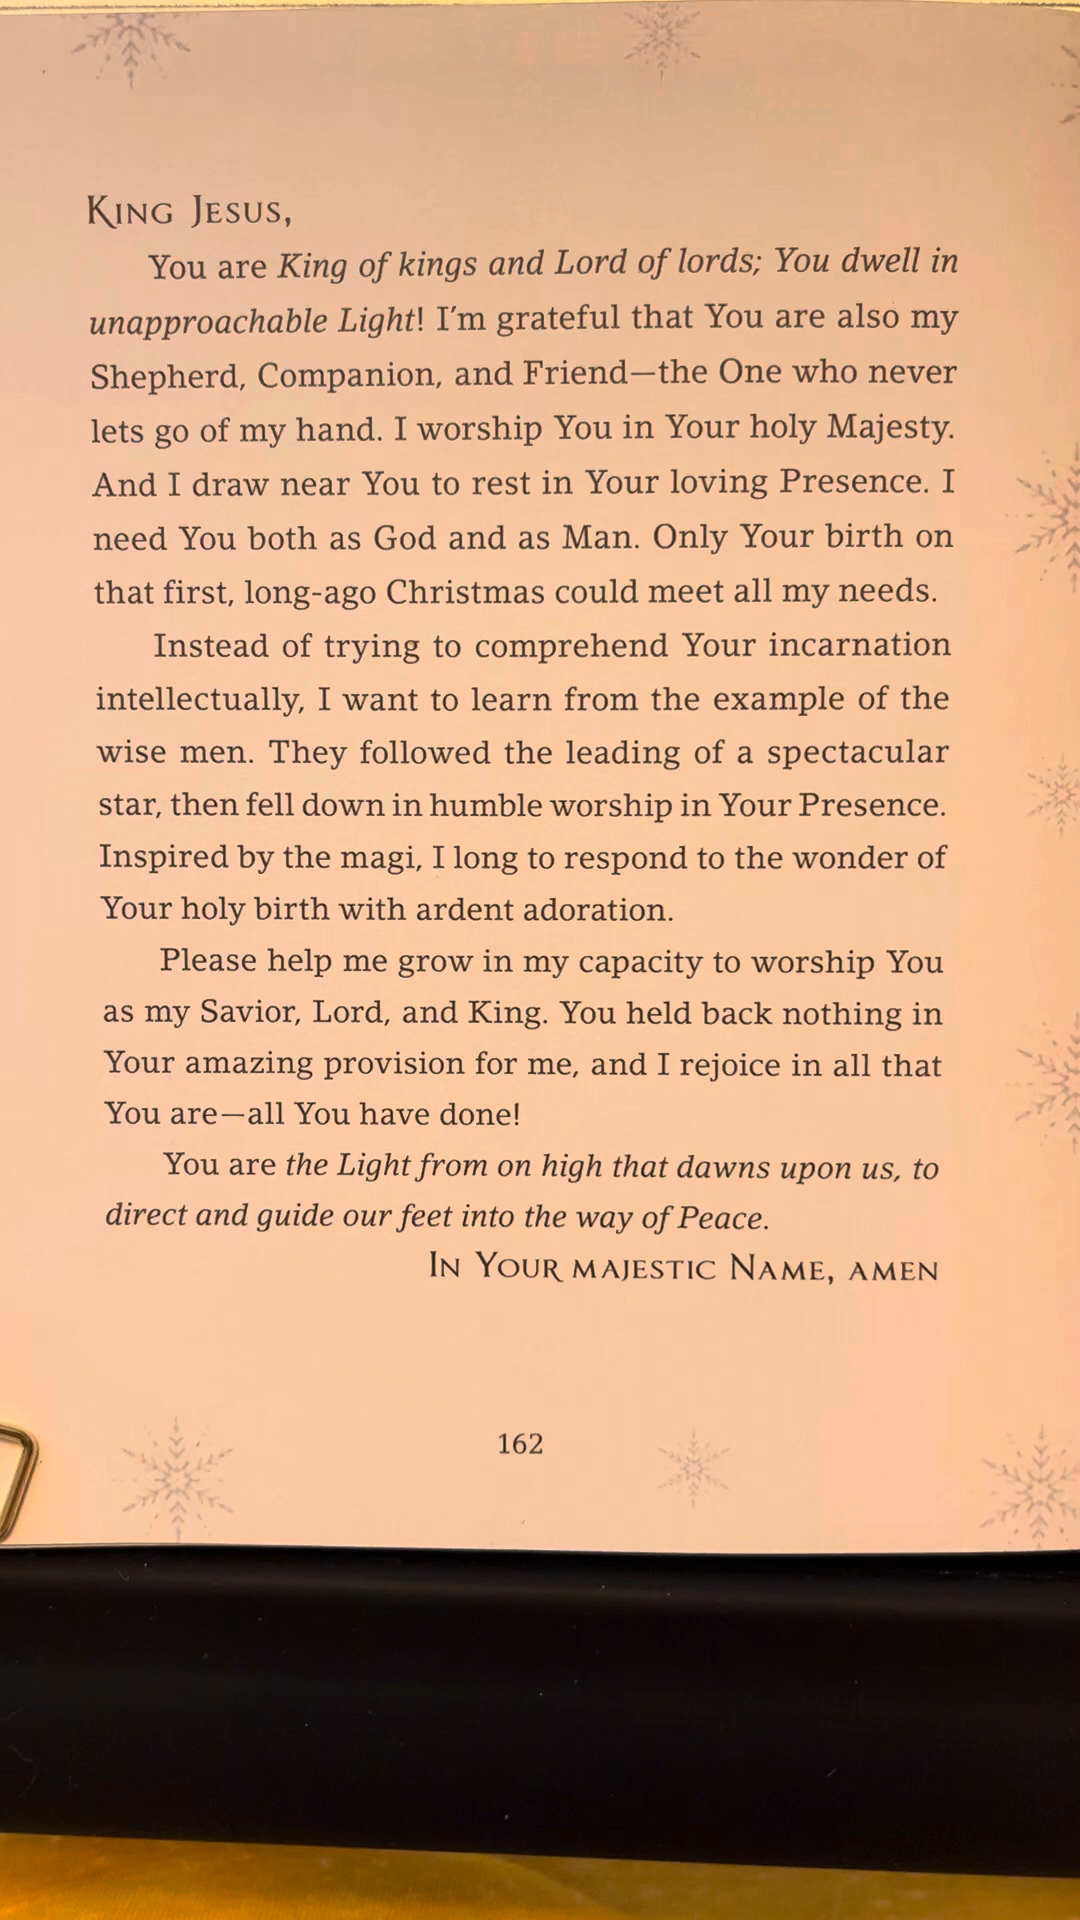 King Jesus,
You are King of kings and Lord of lords; You dwell in
unapproachable Light! I'm grateful that You are also my
Shepherd, Companion, and Friend—the One who never
lets go of my hand. I worship You in Your holy Majesty.
And I draw near You to rest in Your loving Presence. I
need You both as God and as Man. Only Your birth on
that first, long-ago Christmas could meet all my needs.
Instead of trying to comprehend Your incarnation
intellectually, I want to learn from the example of the
wise men. They followed the leading of a spectacular
star, then fell down in humble worship in Your Presence.
Inspired by the magi, I long to respond to the wonder of
Your holy birth with ardent adoration.
Please help me grow in my capacity to worship You
as my Savior, Lord, and King. You held back nothing in
Your amazing provision for me, and I rejoice in all that
You are—all You have done!
You are the Light from on high that dawns upon us, to
direct and guide our feet into the way of Peace.
In Your majestic Name, amen
162